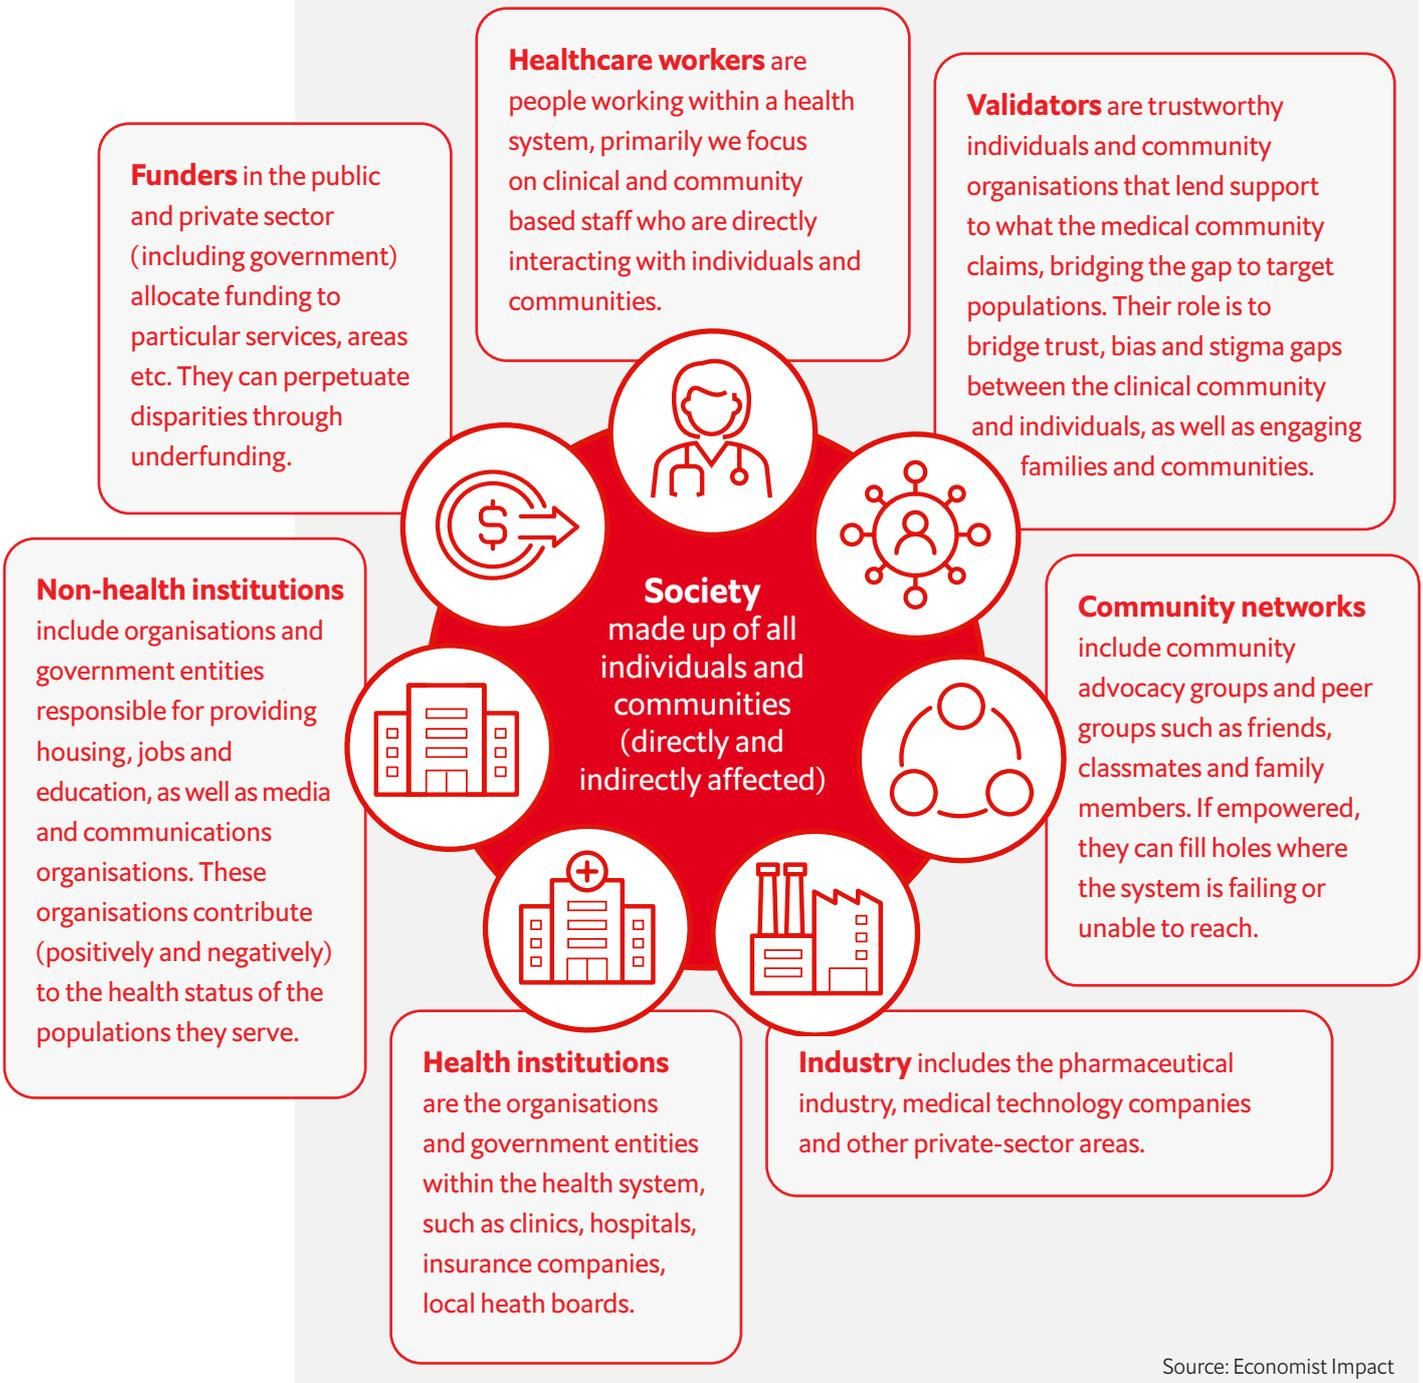 Healthcare workers are
people working within a health
system, primarily we focus
on clinical and community
based staff who are directly
interacting with individuals and
communities.
Validators are trustworthy
individuals and community
organisations that lend support
to what the medical community
claims, bridging the gap to target
populations. Their role is to
bridge trust, bias and stigma gaps
between the clinical community
and individuals, as well as engaging
families and communities.
Funders in the public
and private sector
(including government)
allocate funding to
particular services, areas
etc. They can perpetuate
disparities through
underfunding.
$
Society
made up of all
individuals and
communities
(directly and
indirectly affected)
Non-health institutions
include organisations and
government entities
responsible for providing
housing, jobs and
education, as well as media
and communications
organisations. These
organisations contribute
(positively and negatively)
to the health status of the
populations they serve.
Community networks
include community
advocacy groups and peer
groups such as friends,
classmates and family
members. If empowered,
they can fill holes where
the system is failing or
unable to reach.
Health institutions
are the organisations
and government entities
within the health system,
such as clinics, hospitals,
insurance companies,
local heath boards.
Industry includes the pharmaceutical
industry, medical technology companies
and other private-sector areas.
Source: Economist Impact